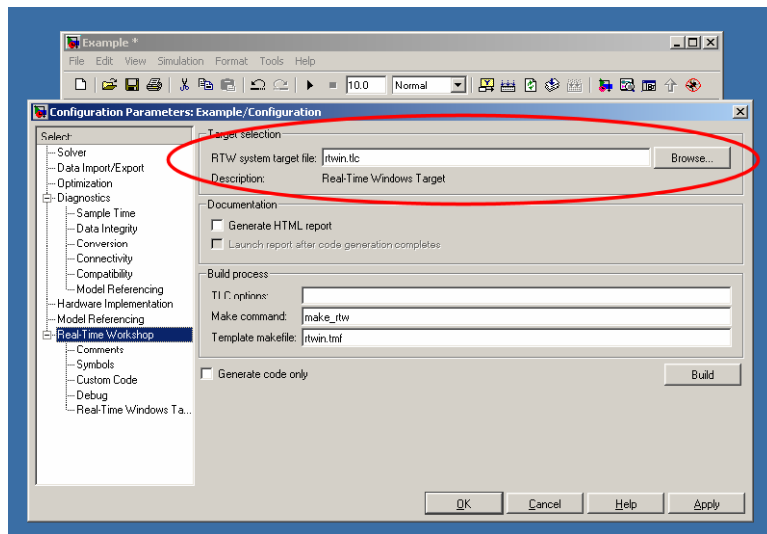 Example *
File Edit View Simulation Format Tools Help
10.0 Normal
Configuration Parameters: Example/Configuration
Select:
Solver
Data Import/Export
Optimization
Diagnostics
Sample Time
Data Integrity
Conversion
Connectivity
Compatibility
Model Referencing
Hardware Implementation
Model Referencing
Real-Time Workshop
Comments
Symbols
Custom Code
Debug
Real-Time Windows Ta...
Target selection
RTW system target file: rtwin.tlc Browse...
Description: Real-Time Windows Target
Documentation
Generate HTML report
Launch report after code generation completes
Build process
TLC options:
Make command: make_rtw
Template makefile: rtwin.tmf
Generate code only Build
OK Cancel Help Apply